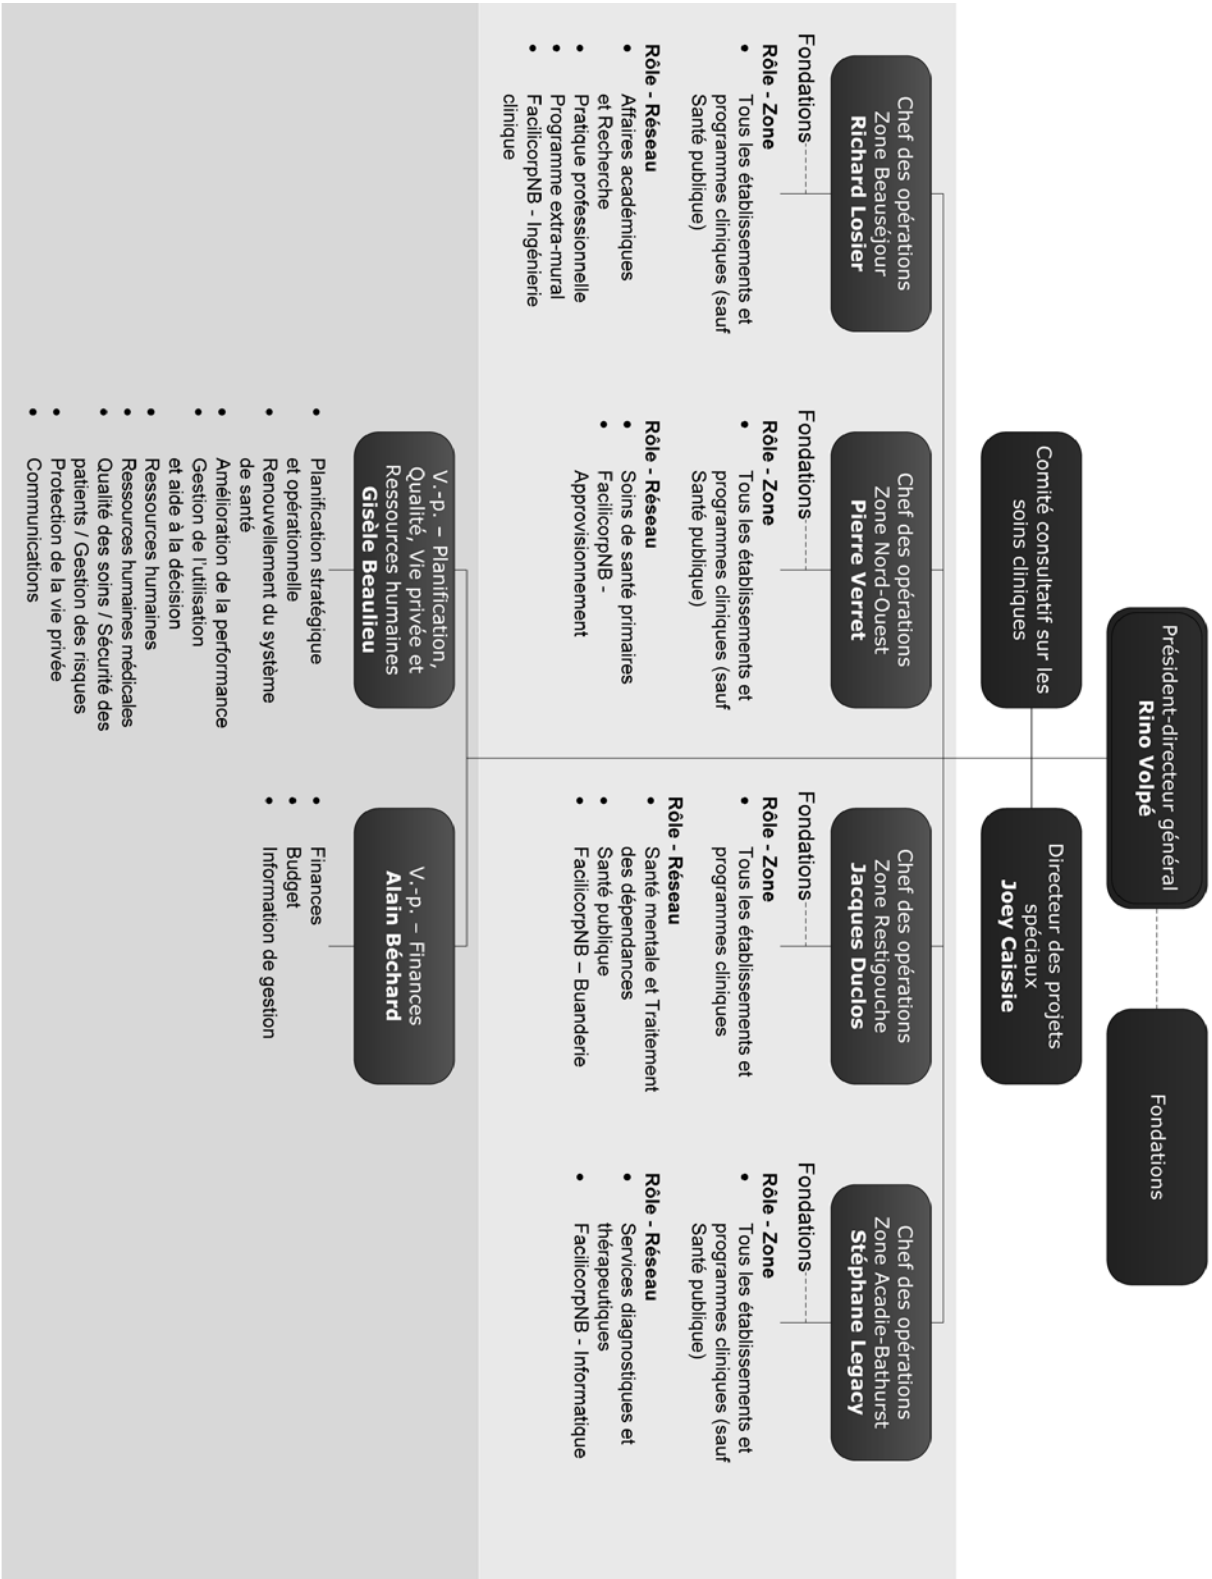 Président-directeur général
Rino Volpé
Fondations
Comité consultatif sur les
soins cliniques
Directeur des projets
spéciaux
Joey Caissie
Chef des opérations
Zone Beauséjour
Richard Losier
Fondations
Rôle - Zone
• Tous les établissements et
programmes cliniques (sauf
Santé publique)
Rôle - Réseau
• Affaires académiques
et Recherche
• Pratique professionnelle
• Programme extra-mural
• FacilicorpNB - Ingénierie
clinique
Chef des opérations
Zone Nord-Ouest
Pierre Verret
Fondations
Rôle - Zone
• Tous les établissements et
programmes cliniques (sauf
Santé publique)
Rôle - Réseau
• Soins de santé primaires
• FacilicorpNB -
Approvisionnement
Chef des opérations
Zone Restigouche
Jacques Duclos
Fondations
Rôle - Zone
• Tous les établissements et
programmes cliniques
Rôle - Réseau
• Santé mentale et Traitement
des dépendances
• Santé publique
• FacilicorpNB – Buanderie
Chef des opérations
Zone Acadie-Bathurst
Stéphane Legacy
Fondations
Rôle - Zone
• Tous les établissements et
programmes cliniques (sauf
Santé publique)
Rôle - Réseau
• Services diagnostiques et
thérapeutiques
• FacilicorpNB - Informatique
V.-p. – Planification,
Qualité, Vie privée et
Ressources humaines
Gisèle Beaulieu
• Planification stratégique
et opérationnelle
• Renouvellement du système
de santé
• Amélioration de la performance
• Gestion de l'utilisation
et aide à la décision
• Ressources humaines
• Ressources humaines médicales
• Qualité des soins / Sécurité des
patients / Gestion des risques
• Protection de la vie privée
• Communications
V.-p. – Finances
Alain Béchard
• Finances
• Budget
• Information de gestion